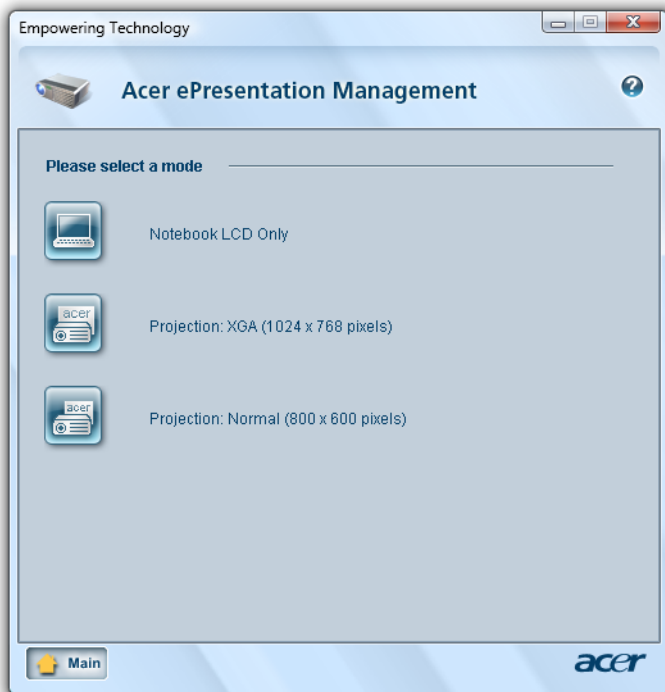 Empowering Technology
Acer ePresentation Management
?
Please select a mode
Notebook LCD Only
acer
Projection: XGA (1024 x 768 pixels)
acer
Projection: Normal (800 x 600 pixels)
Main
acer